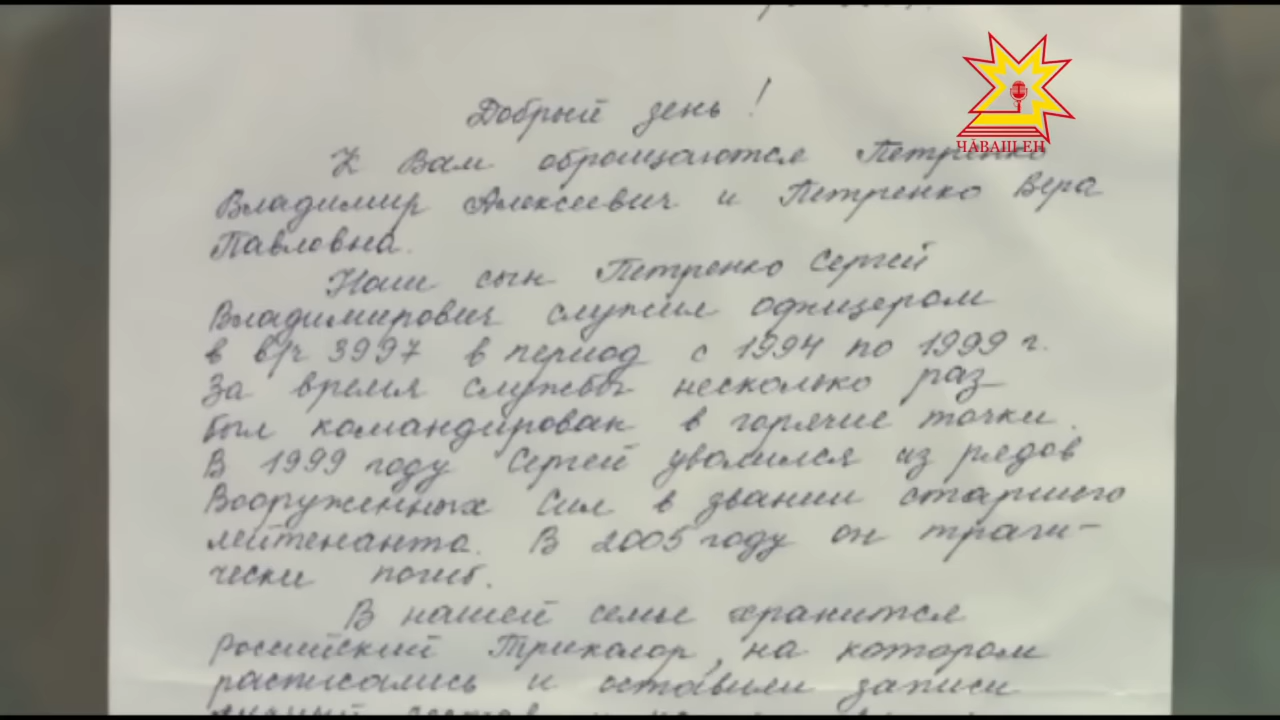 Добрый день!
ЧӐВАШ ЕН
К Вам обращаются Петренко
Владимир Алексеевич и Петренко Вера
Павловна.
Наш сын Петренко Сергей
Владимирович служил офицером
в в/ч 3997 в период с 1994 по 1999 г.
За время службы несколько раз
был командирован в горячие точки.
В 1999 году Сергей уволился из рядов
Вооруженных Сил в звании старшего
лейтенанта. В 2005 году он траги-
чески погиб.
В нашей семье хранится
Российский Триколор, на котором
расписались и оставили записи